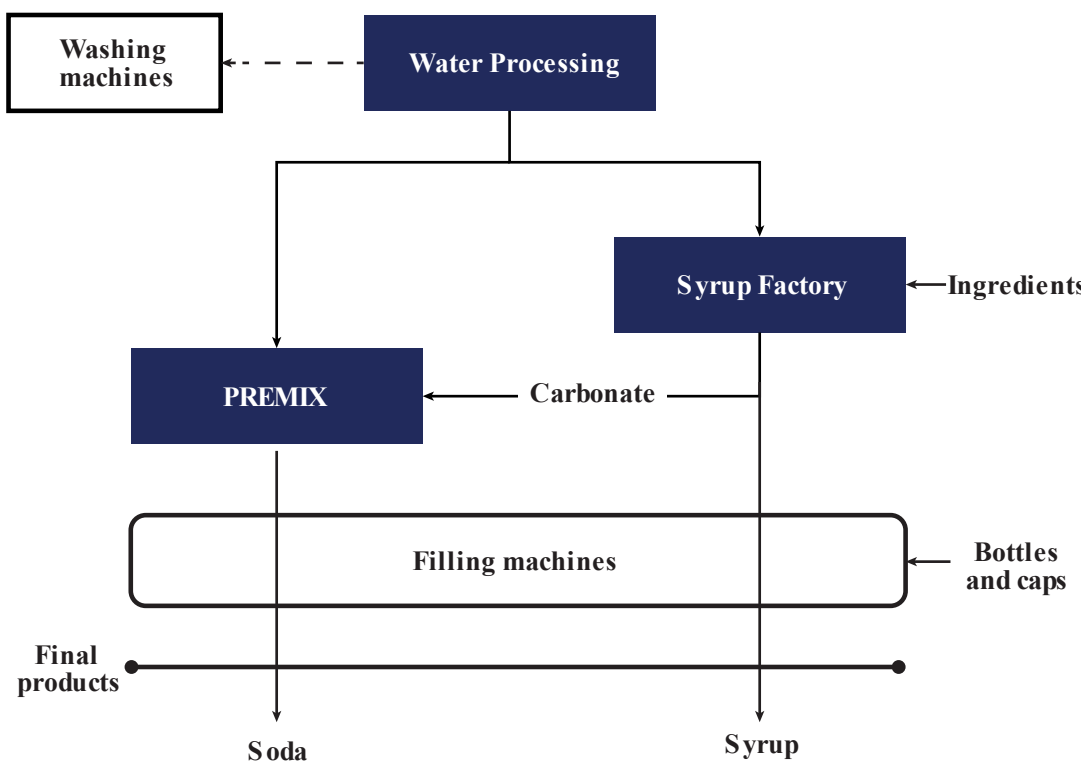 Washing
machines
Water Processing
Syrup Factory
Ingredients
PREMIX
Carbonate
Filling machines
Bottles
and caps
Final
products
Soda
Syrup